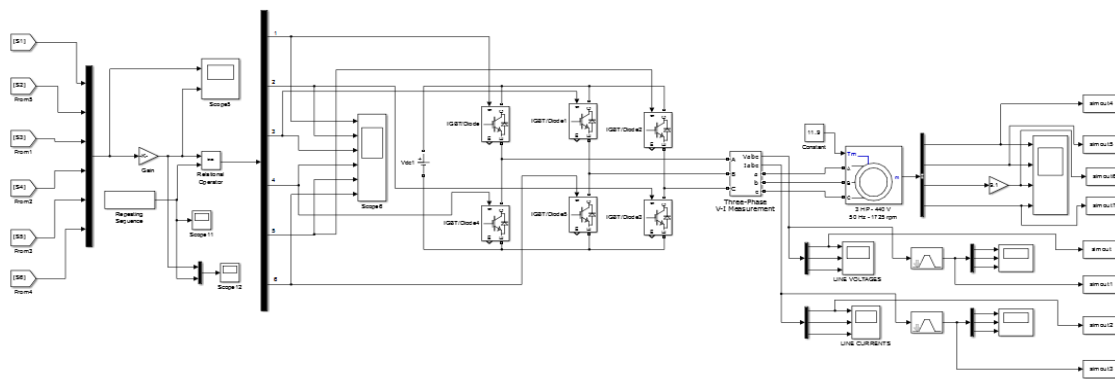 [S1]
[S2]
From5
[S3]
From1
[S4]
From2
[S5]
From3
[S6]
From4
Gain
Repeating
Sequence
Relational
Operator
Scope5
Scope11
Scope12
1
2
3
4
5
6
Scope6
Vdc1
IGBT/Diode
IGBT/Diode1
IGBT/Diode2
IGBT/Diode4
IGBT/Diode5
IGBT/Diode3
A
B
C
Vabc
Iabc
a
b
c
Three-Phase
V-I Measurement
11.9
Constant
Tm
A
B
C
m
3 HP - 440 V
50 Hz - 1725 rpm
LINE VOLTAGES
LINE CURRENTS
simout4
simout5
simout6
simout
simout1
simout2
simout3